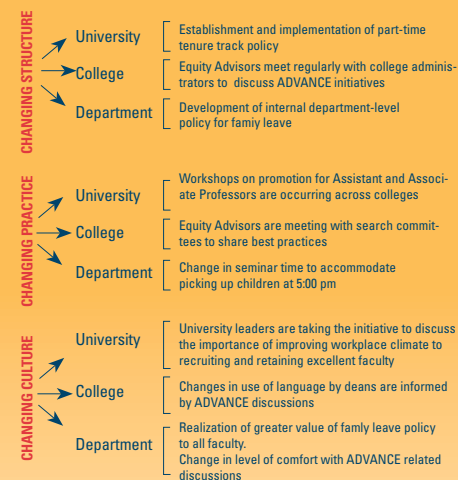 CHANGING STRUCTURE
University
Establishment and implementation of part-time
tenure track policy
College
Equity Advisors meet regularly with college adminis-
trators to discuss ADVANCE initiatives
Department
Development of internal department-level
policy for famiy leave
CHANGING PRACTICE
University
Workshops on promotion for Assistant and Associ-
ate Professors are occurring across colleges
College
Equity Advisors are meeting with search commit-
tees to share best practices
Department
Change in seminar time to accommodate
picking up children at 5:00 pm
CHANGING CULTURE
University
University leaders are taking the initiative to discuss
the importance of improving workplace climate to
recruiting and retaining excellent faculty
College
Changes in use of language by deans are informed
by ADVANCE discussions
Department
Realization of greater value of famly leave policy
to all faculty.
Change in level of comfort with ADVANCE related
discussions